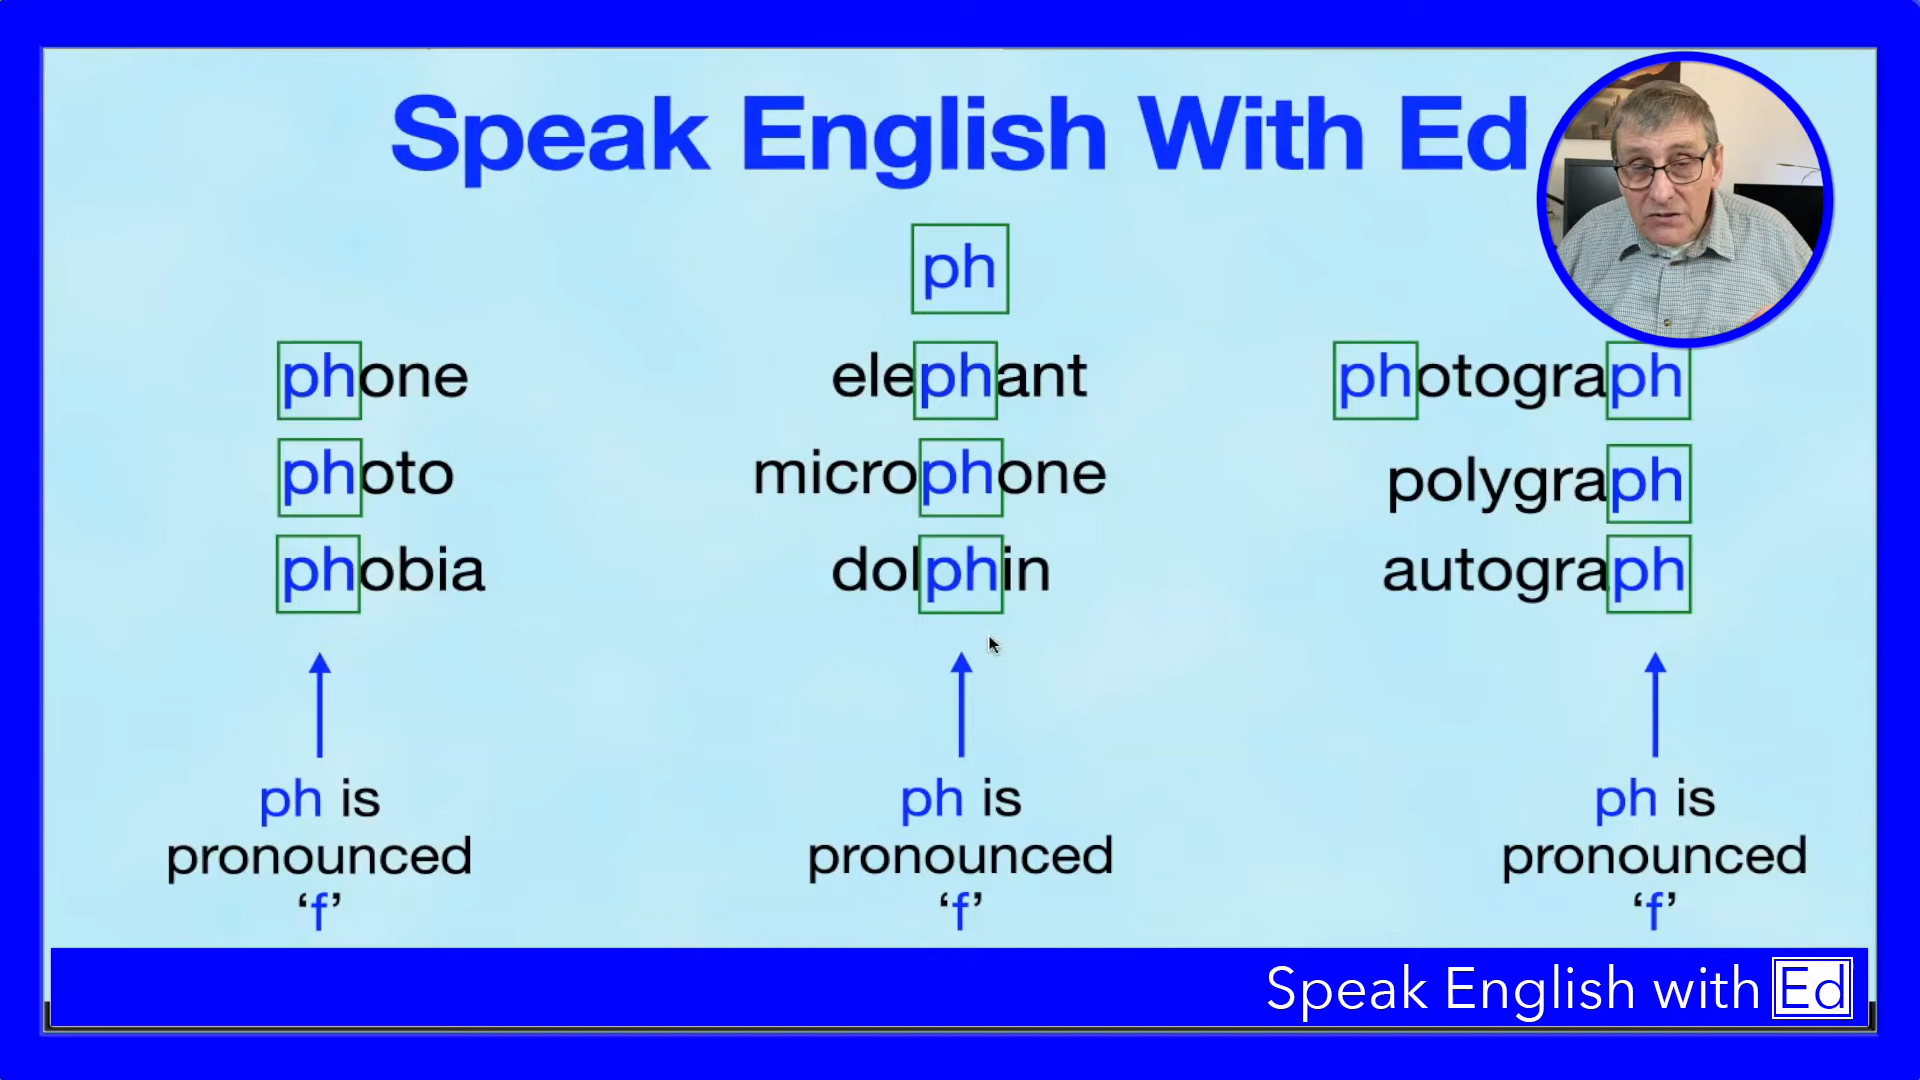 Speak English With Ed
ph
phone
photo
phobia
elephant
microphone
dolphin
photograph
polygraph
autograph
ph is
pronounced
‘f’
ph is
pronounced
‘f’
ph is
pronounced
‘f’
Speak English with Ed